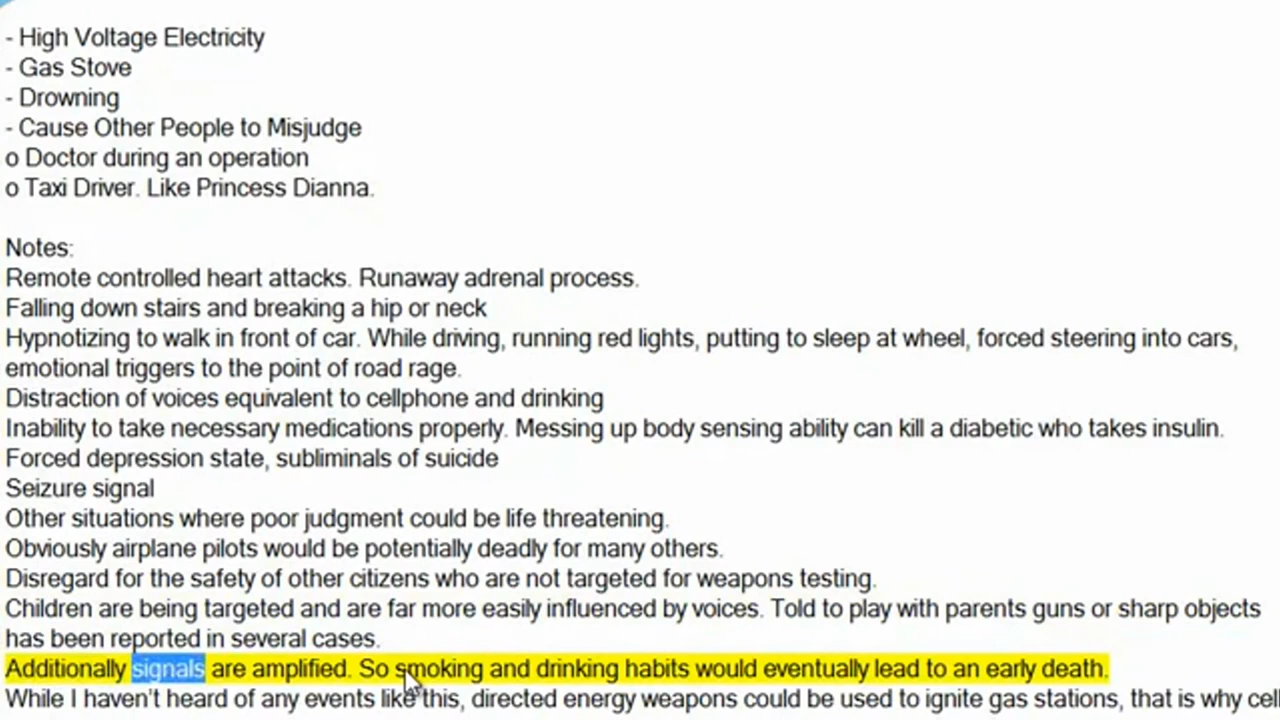 - High Voltage Electricity
- Gas Stove
- Drowning
- Cause Other People to Misjudge
o Doctor during an operation
o Taxi Driver. Like Princess Dianna.
Notes:
Remote controlled heart attacks. Runaway adrenal process.
Falling down stairs and breaking a hip or neck
Hypnotizing to walk in front of car. While driving, running red lights, putting to sleep at wheel, forced steering into cars,
emotional triggers to the point of road rage.
Distraction of voices equivalent to cellphone and drinking
Inability to take necessary medications properly. Messing up body sensing ability can kill a diabetic who takes insulin.
Forced depression state, subliminals of suicide
Seizure signal
Other situations where poor judgment could be life threatening.
Obviously airplane pilots would be potentially deadly for many others.
Disregard for the safety of other citizens who are not targeted for weapons testing.
Children are being targeted and are far more easily influenced by voices. Told to play with parents guns or sharp objects
has been reported in several cases.
Additionally signals are amplified. So smoking and drinking habits would eventually lead to an early death.
While I haven't heard of any events like this, directed energy weapons could be used to ignite gas stations, that is why cell